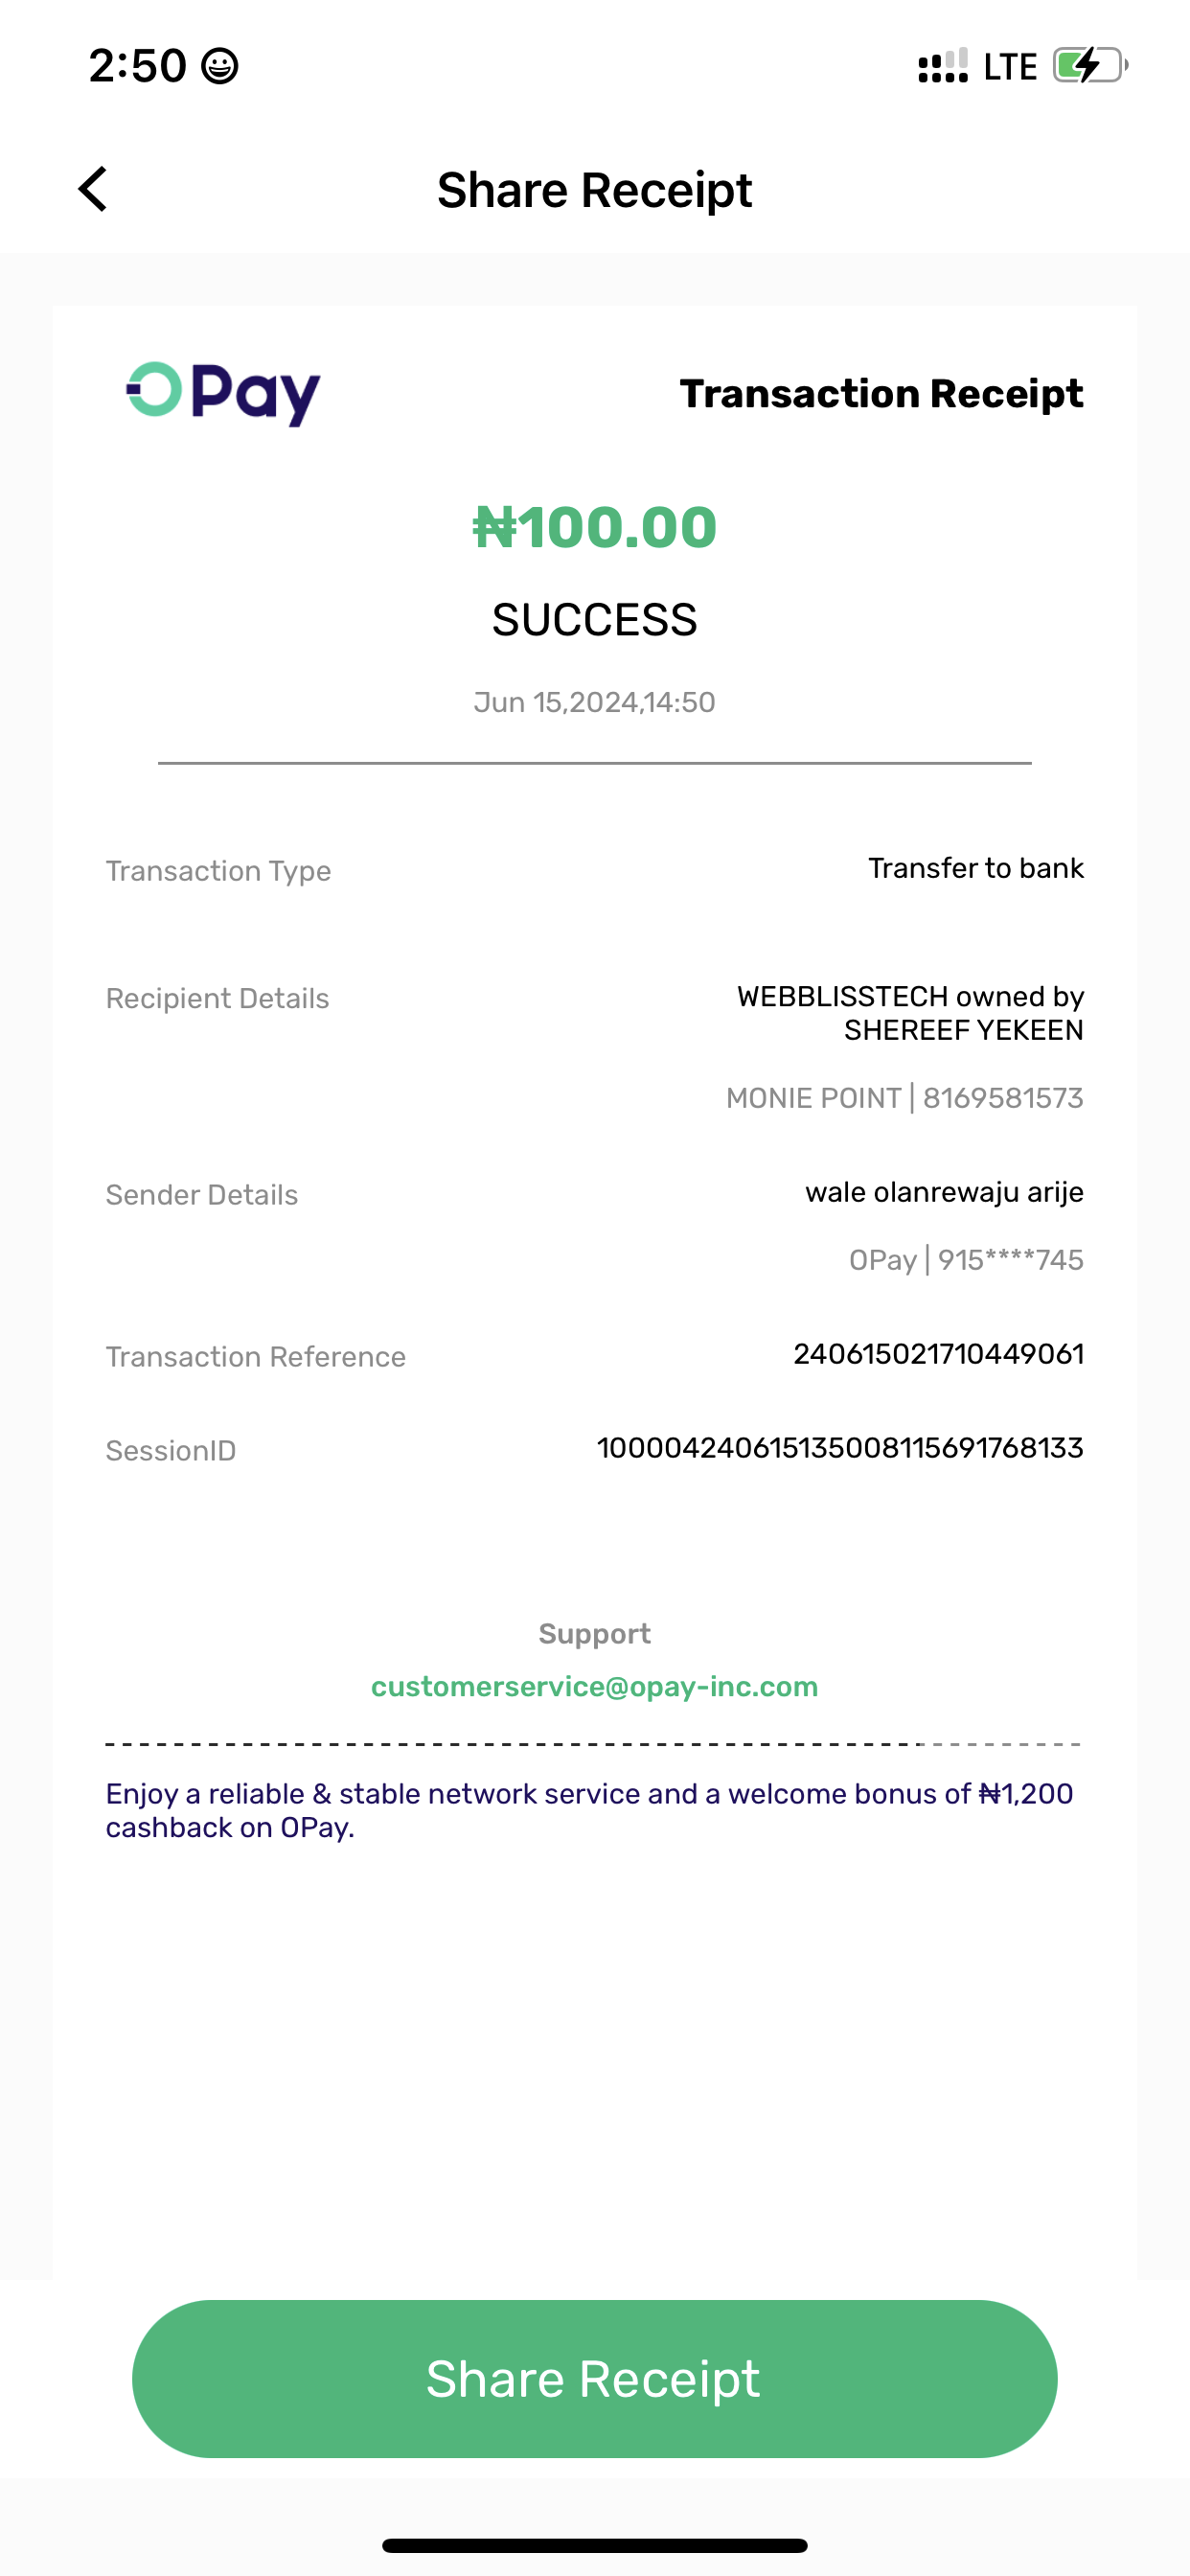 2:50
LTE
Share Receipt
OPay
Transaction Receipt
₦100.00
SUCCESS
Jun 15,2024,14:50
Transaction Type
Transfer to bank
Recipient Details
WEBBLISSTECH owned by
SHEREEF YEKEEN
MONIE POINT | 8169581573
Sender Details
wale olanrewaju arije
OPay | 915****745
Transaction Reference
240615021710449061
SessionID
100004240615135008115691768133
Support
customerservice@opay-inc.com
Enjoy a reliable & stable network service and a welcome bonus of ₦1,200
cashback on OPay.
Share Receipt